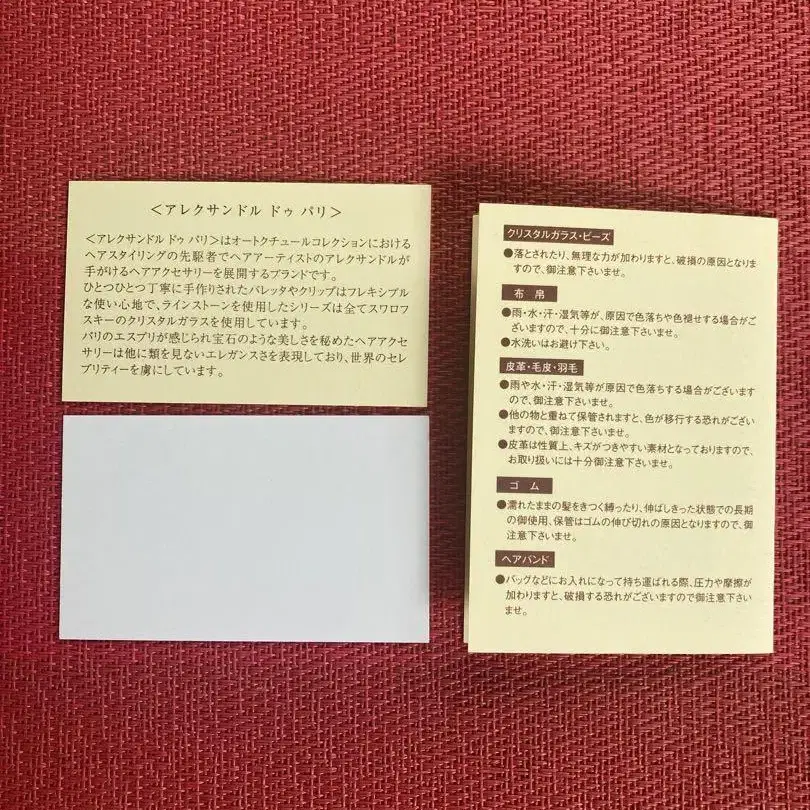 ＜アレクサンドル ドゥ パリ＞
＜アレクサンドル ドゥ パリ＞はオートクチュールコレクションにおける
ヘアスタイリングの先駆者でヘアアーティストのアレクサンドルが
手がけるヘアアクセサリーを展開するブランドです。
ひとつひとつ丁寧に手作りされたバレッタやクリップはフレキシブル
な使い心地で、ラインストーンを使用したシリーズは全てスワロフ
スキーのクリスタルガラスを使用しています。
パリのエスプリが感じられ宝石のような美しさを秘めたヘアアクセ
サリーは他に類を見ないエレガンスさを表現しており、世界のセレ
ブリティーを虜にしています。
クリスタルガラス・ビーズ
●落とされたり、無理な力が加わりますと、破損の原因となりま
すので、御注意下さいませ。
布帛
●雨・水・汗・湿気等が、原因で色落ちや色褪せする場合がご
ざいますので、十分に御注意下さいませ。
●水洗いはお避け下さい。
皮革・毛皮・羽毛
●雨や水・汗・湿気等が原因で色落ちする場合がございます
ので、御注意下さいませ。
●他の物と重ねて保管されますと、色が移行する恐れがござい
ますので、御注意下さいませ。
●皮革は性質上、キズがつきやすい素材となっておりますので、
お取り扱いには十分御注意下さいませ。
ゴム
●濡れたままの髪をきつく縛ったり、伸ばしきった状態での長期
の御使用、保管はゴムの伸び切れの原因となりますので、御
注意下さいませ。
ヘアバンド
●バッグなどにお入れになって持ち運ばれる際、圧力や摩擦が
加わりますと、破損する恐れがございますので御注意下さい
ませ。